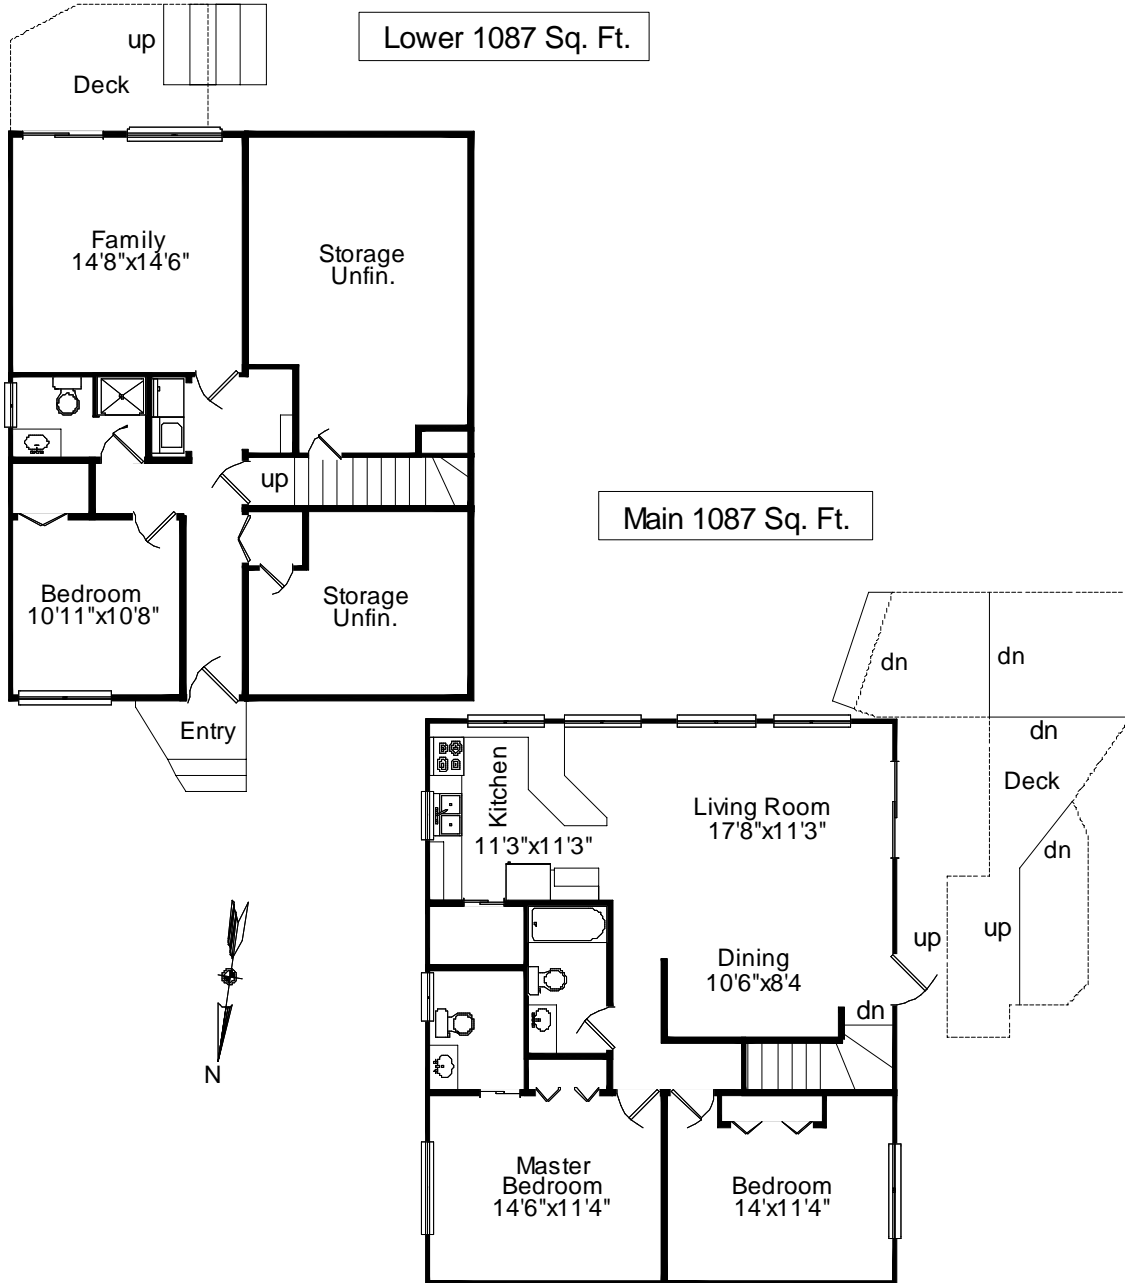 Lower 1087 Sq. Ft.
up
Deck
Family
14'8"x14'6"
Storage
Unfin.
up
Bedroom
10'11"x10'8"
Storage
Unfin.
Entry
Main 1087 Sq. Ft.
dn
dn
dn
Deck
dn
up
up
Kitchen
11'3"x11'3"
Living Room
17'8"x11'3"
Dining
10'6"x8'4
dn
N
Master
Bedroom
14'6"x11'4"
Bedroom
14'x11'4"